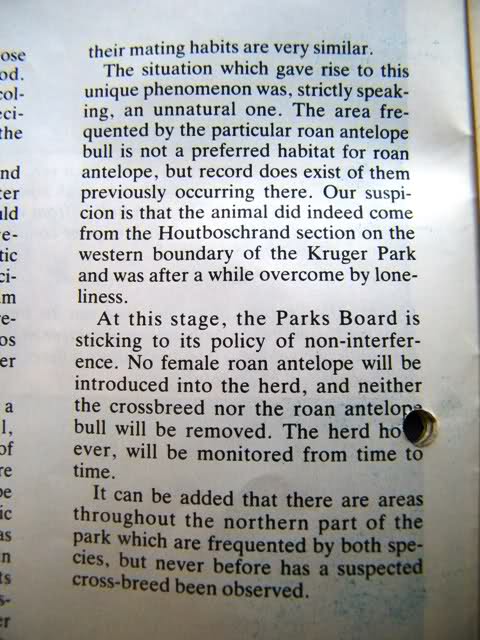 their mating habits are very similar.
The situation which gave rise to this
unique phenomenon was, strictly speak-
ing, an unnatural one. The area fre-
quented by the particular roan antelope
bull is not a preferred habitat for roan
antelope, but record does exist of them
previously occurring there. Our suspi-
cion is that the animal did indeed come
from the Houtboschrand section on the
western boundary of the Kruger Park
and was after a while overcome by lone-
liness.
At this stage, the Parks Board is
sticking to its policy of non-interfer-
ence. No female roan antelope will be
introduced into the herd, and neither
the crossbreed nor the roan antelope
bull will be removed. The herd how
ever, will be monitored from time to
time.
It can be added that there are areas
throughout the northern part of the
park which are frequented by both spe-
cies, but never before has a suspected
cross-breed been observed.